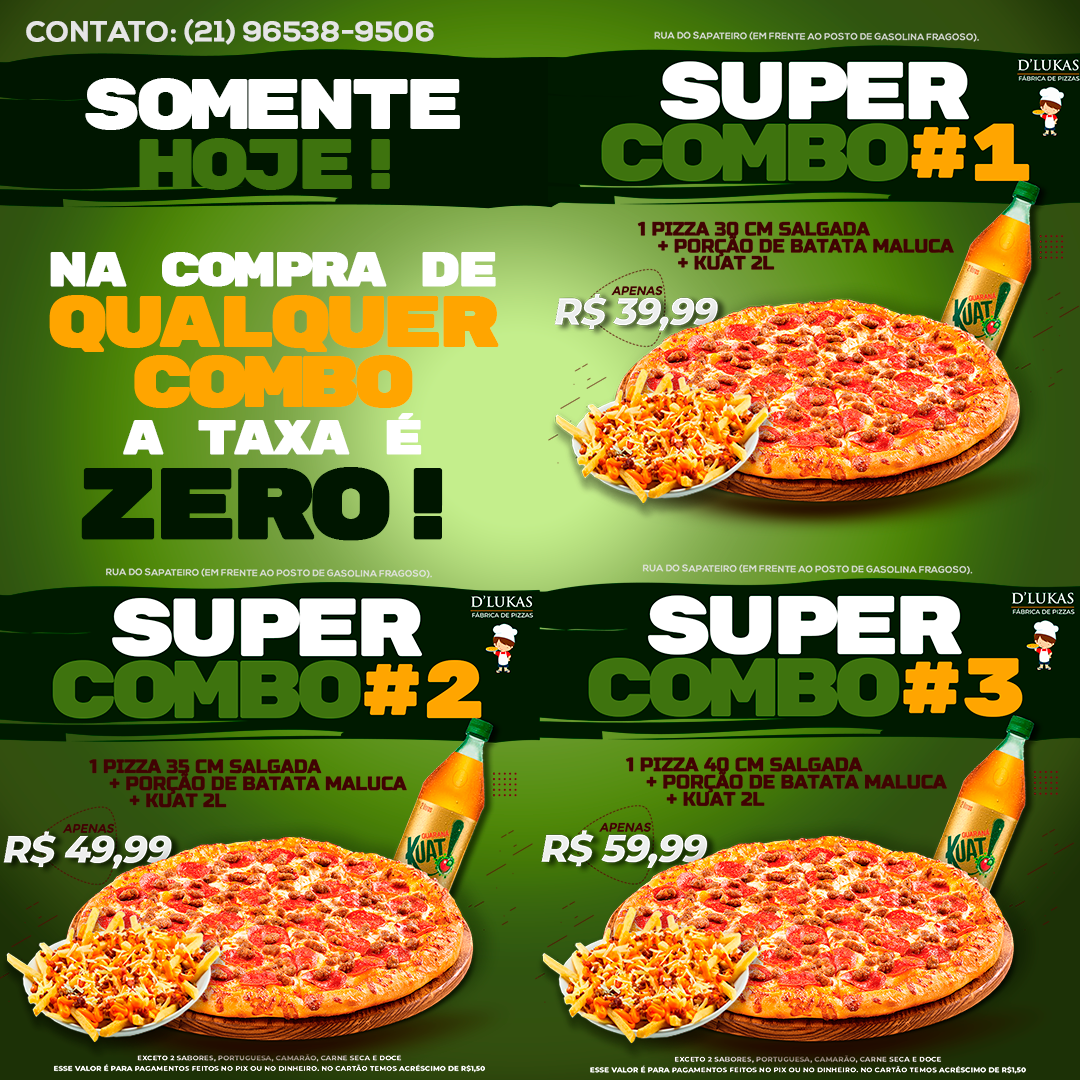 CONTATO: (21) 96538-9506
SOMENTE
HOJE !
NA COMPRA DE
QUALQUER
COMBO
A TAXA É
ZERO !
RUA DO SAPATEIRO (EM FRENTE AO POSTO DE GASOLINA FRAGOSO).
D'LUKAS
FÁBRICA DE PIZZAS
SUPER
COMBO#1
1 PIZZA 30 CM SALGADA
+ PORÇÃO DE BATATA MALUCA
+ KUAT 2L
APENAS
R$ 39,99
GUARANÁ
KUAT!
RUA DO SAPATEIRO (EM FRENTE AO POSTO DE GASOLINA FRAGOSO).
D'LUKAS
FÁBRICA DE PIZZAS
SUPER
COMBO#2
1 PIZZA 35 CM SALGADA
+ PORÇÃO DE BATATA MALUCA
+ KUAT 2L
APENAS
R$ 49,99
GUARANÁ
KUAT!
EXCETO 2 SABORES, PORTUGUESA, CAMARÃO, CARNE SECA E DOCE
ESSE VALOR É PARA PAGAMENTOS FEITOS NO PIX OU NO DINHEIRO. NO CARTÃO TEMOS ACRÉSCIMO DE R$1,50
RUA DO SAPATEIRO (EM FRENTE AO POSTO DE GASOLINA FRAGOSO).
D'LUKAS
FÁBRICA DE PIZZAS
SUPER
COMBO#3
1 PIZZA 40 CM SALGADA
+ PORÇÃO DE BATATA MALUCA
+ KUAT 2L
APENAS
R$ 59,99
GUARANÁ
KUAT!
EXCETO 2 SABORES, PORTUGUESA, CAMARÃO, CARNE SECA E DOCE
ESSE VALOR É PARA PAGAMENTOS FEITOS NO PIX OU NO DINHEIRO. NO CARTÃO TEMOS ACRÉSCIMO DE R$1,50